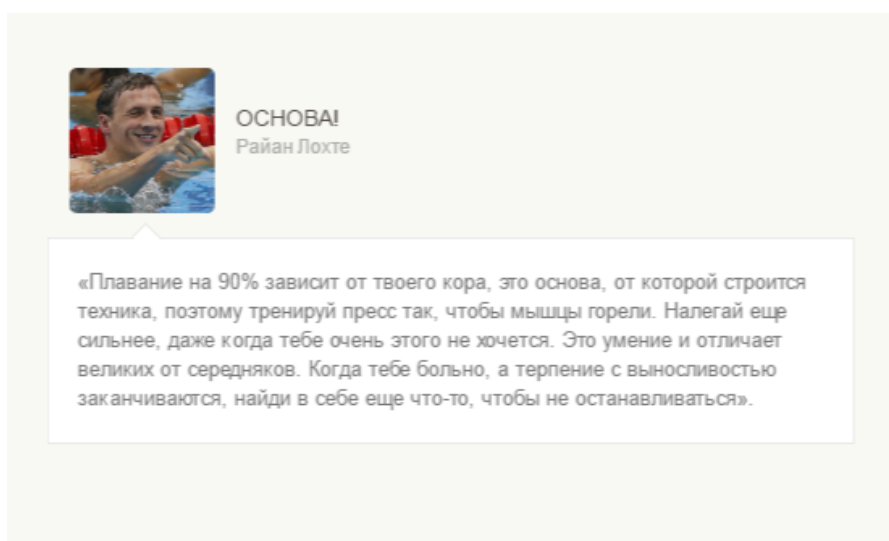 ОСНОВА!
Райан Лохте
«Плавание на 90% зависит от твоего кора, это основа, от которой строится
техника, поэтому тренируй пресс так, чтобы мышцы горели. Налегай еще
сильнее, даже когда тебе очень этого не хочется. Это умение и отличает
великих от середняков. Когда тебе больно, а терпение с выносливостью
заканчиваются, найди в себе еще что-то, чтобы не останавливаться».